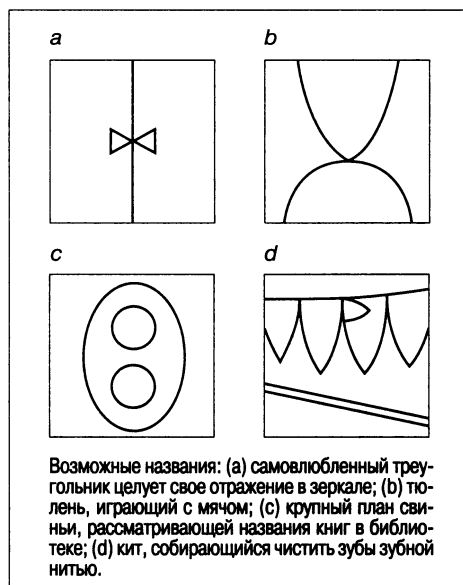 a
b
c
d
Возможные названия: (a) самовлюбленный треу-
гольник целует свое отражение в зеркале; (b) тю-
лень, играющий с мячом; (c) крупный план сви-
ньи, рассматривающей названия книг в библио-
теке; (d) кит, собирающийся чистить зубы зубной
нитью.